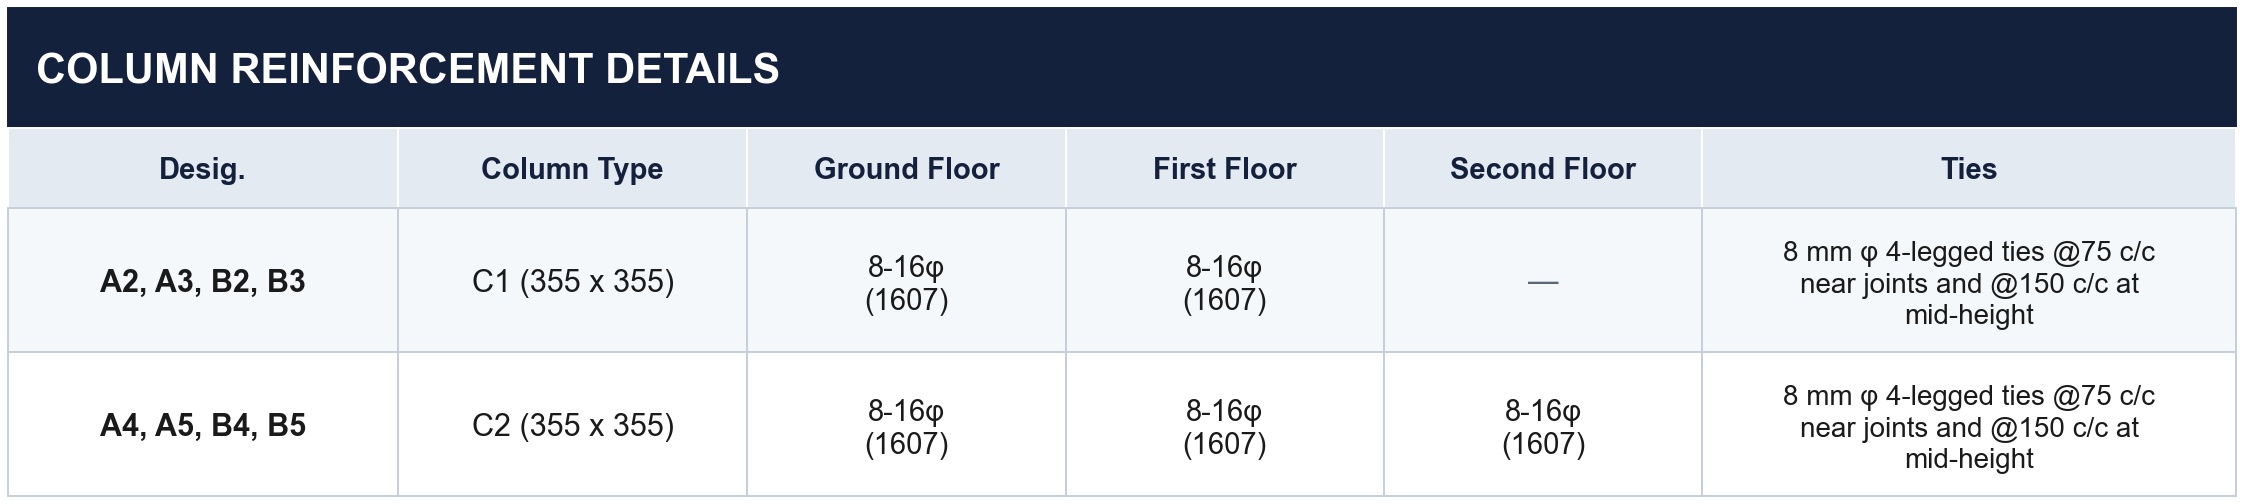 COLUMN REINFORCEMENT DETAILS
Desig. Column Type Ground Floor First Floor Second Floor Ties
A2, A3, B2, B3 C1 (355 x 355) 8-16φ (1607) 8-16φ (1607) — 8 mm φ 4-legged ties @75 c/c near joints and @150 c/c at mid-height
A4, A5, B4, B5 C2 (355 x 355) 8-16φ (1607) 8-16φ (1607) 8-16φ (1607) 8 mm φ 4-legged ties @75 c/c near joints and @150 c/c at mid-height